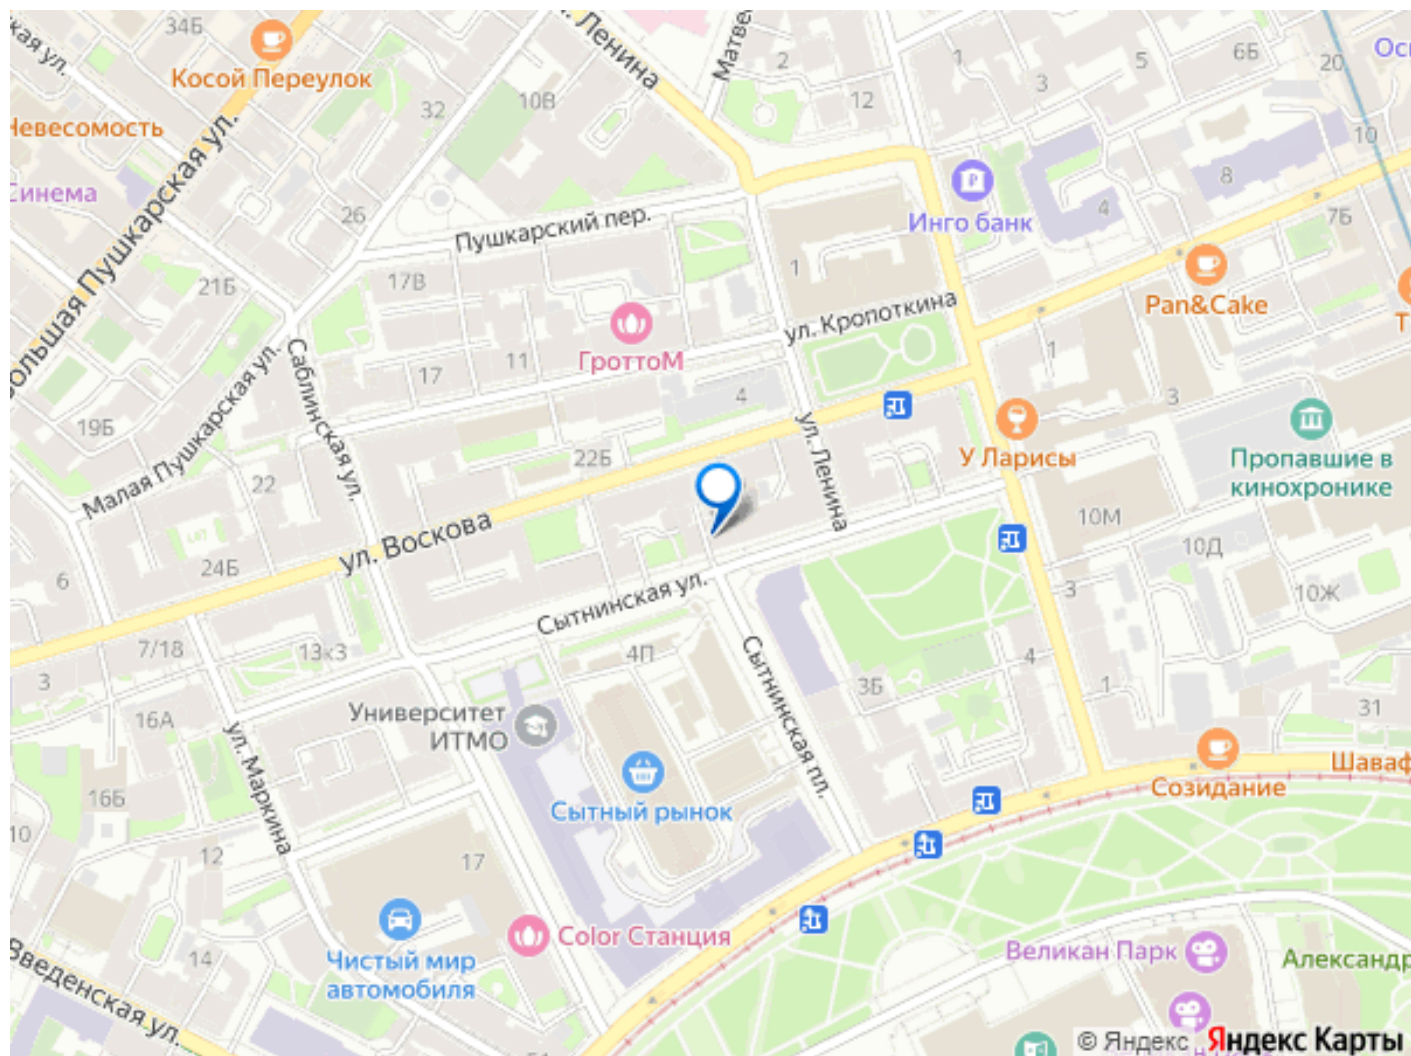 34Б
Косой Переулок
Ленина
Матве
2
1
3
5
6Б
20
Невесомость
32
10В
12
10
Синема
Большая Пушкарская ул.
26
Пушкарский пер.
Инго банк
4
8
7Б
21Б
17В
1
Pan&Cake
ГроттоМ
ул. Кропоткина
11
17
4
1
3
19Б
Малая Пушкарская ул.
Саблинская ул.
22
22Б
ул. Ленина
У Ларисы
Пропавшие в
кинохронике
ул. Воскова
10М
10Д
24Б
6
Сытнинская ул.
3
10Ж
7/18
13к3
4П
Сытнинская пл.
4
3
16А
ул. Маркина
Университет
ИТМО
3Б
1
31
Сытный рынок
Созидание
Шаваф
16Б
10
12
17
Чистый мир
автомобиля
Color Станция
14
Введенская ул.
Великан Парк
Александр
© Яндекс Яндекс Карты